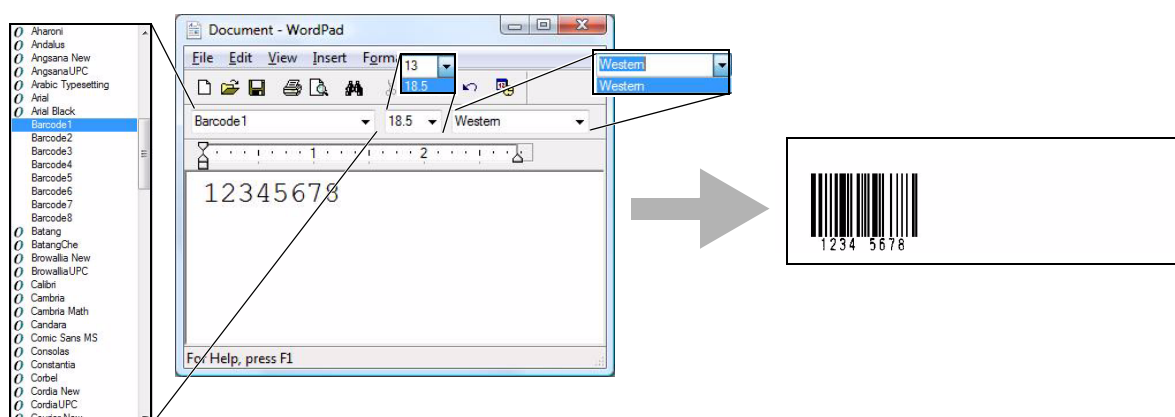 Aharoni
Andalus
Angsana New
AngsanaUPC
Arabic Typesetting
Arial
Arial Black
Barcode1
Barcode2
Barcode3
Barcode4
Barcode5
Barcode6
Barcode7
Barcode8
Batang
BatangChe
Browallia New
BrowalliaUPC
Calibri
Cambria
Cambria Math
Candara
Comic Sans MS
Consolas
Constantia
Corbel
Cordia New
CordiaUPC
Courier New
Document - WordPad
File Edit View Insert
13
18.5
Western
Western
Barcode1 18.5 Western
1 2
12345678
For Help, press F1
1234 5678